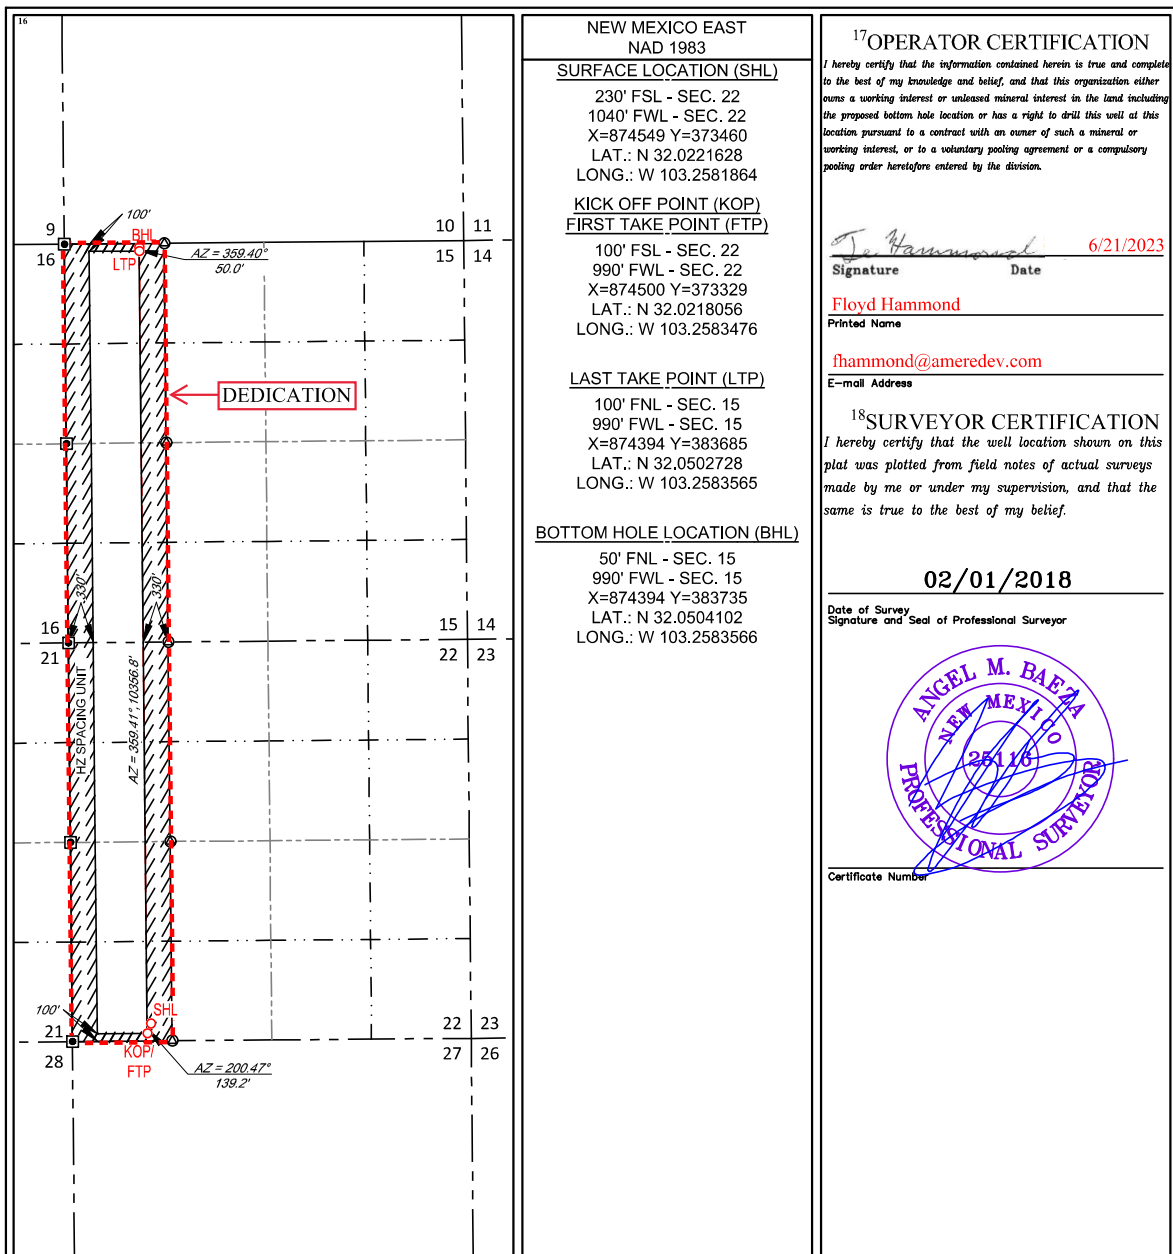 16
9
10
11
16
15
14
100'
BHL
LTP
AZ = 359.40°
50.0'
DEDICATION
330'
330'
16
15
14
21
22
23
HZ SPACING UNIT
AZ = 359.41°, 10356.8'
100'
SHL
21
22
23
28
27
26
KOP/
FTP
AZ = 200.47°
139.2'
NEW MEXICO EAST
NAD 1983
SURFACE LOCATION (SHL)
230' FSL - SEC. 22
1040' FWL - SEC. 22
X=874549 Y=373460
LAT.: N 32.0221628
LONG.: W 103.2581864
KICK OFF POINT (KOP)
FIRST TAKE POINT (FTP)
100' FSL - SEC. 22
990' FWL - SEC. 22
X=874500 Y=373329
LAT.: N 32.0218056
LONG.: W 103.2583476
LAST TAKE POINT (LTP)
100' FNL - SEC. 15
990' FWL - SEC. 15
X=874394 Y=383685
LAT.: N 32.0502728
LONG.: W 103.2583565
BOTTOM HOLE LOCATION (BHL)
50' FNL - SEC. 15
990' FWL - SEC. 15
X=874394 Y=383735
LAT.: N 32.0504102
LONG.: W 103.2583566
17OPERATOR CERTIFICATION
I hereby certify that the information contained herein is true and complete
to the best of my knowledge and belief, and that this organization either
owns a working interest or unleased mineral interest in the land including
the proposed bottom hole location or has a right to drill this well at this
location pursuant to a contract with an owner of such a mineral or
working interest, or to a voluntary pooling agreement or a compulsory
pooling order heretofore entered by the division.
Hammond 6/21/2023
Signature Date
Floyd Hammond
Printed Name
fhammond@ameredev.com
E-mail Address
18SURVEYOR CERTIFICATION
I hereby certify that the well location shown on this
plat was plotted from field notes of actual surveys
made by me or under my supervision, and that the
same is true to the best of my belief.
02/01/2018
Date of Survey
Signature and Seal of Professional Surveyor
ANGEL M. BAEZA
NEW MEXICO
25116
PROFESSIONAL SURVEYOR
Certificate Number